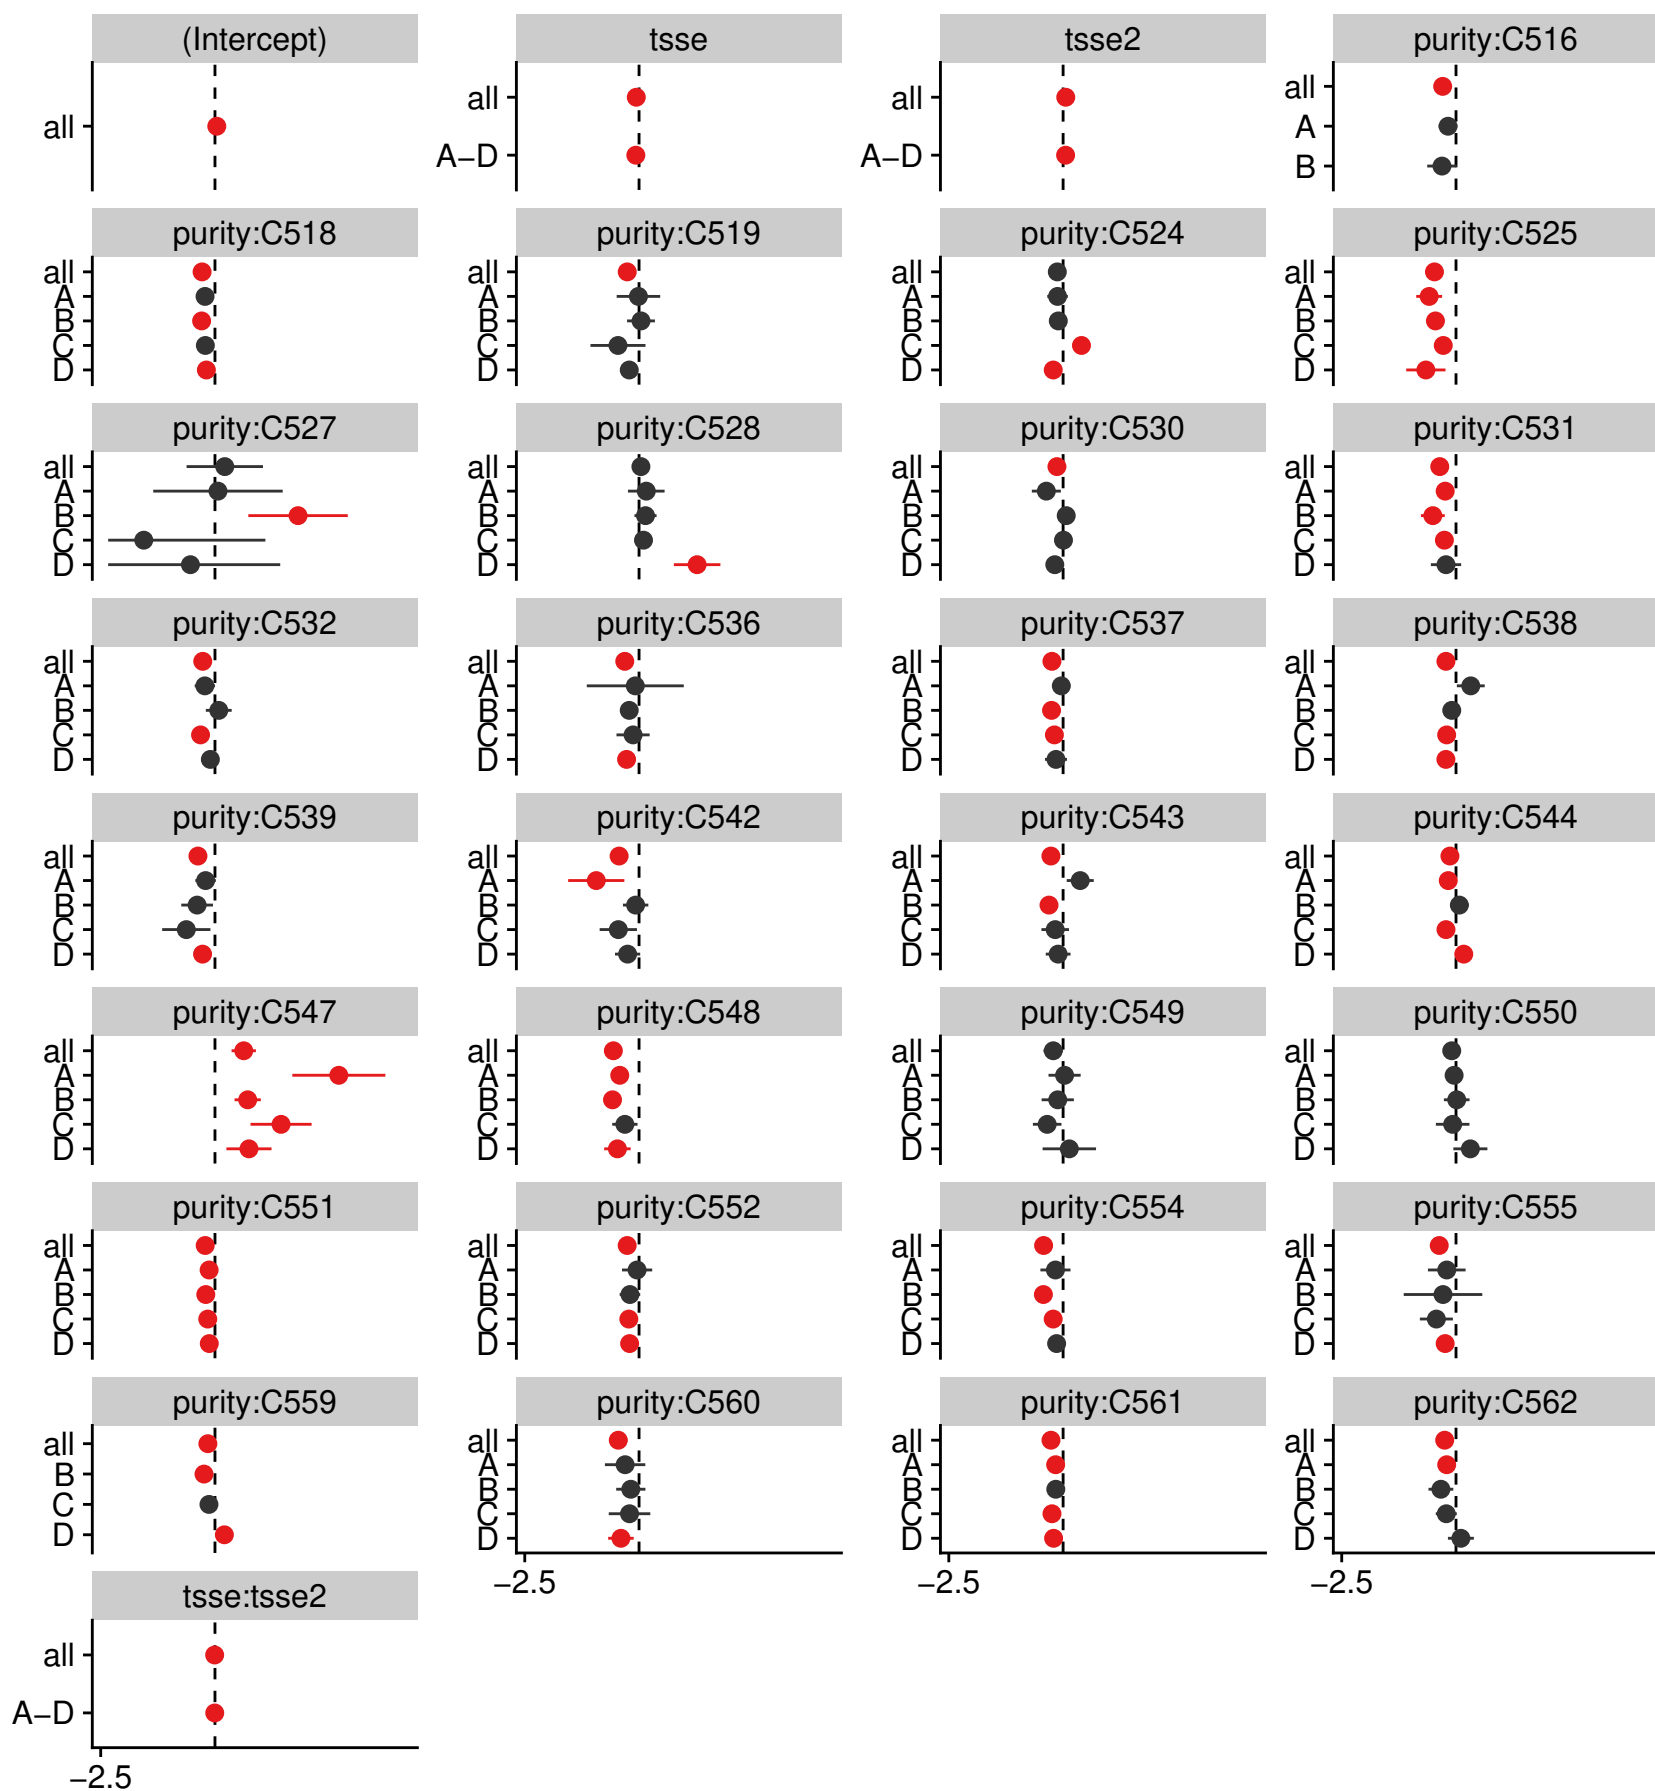 (Intercept) tsse tsse2 purity:C516
all all all all
A
A−D A−D B
purity:C518 purity:C519 purity:C524 purity:C525
all all all all
A A A A
B B B B
C C C C
D D D D
purity:C527 purity:C528 purity:C530 purity:C531
all all all all
A A A A
B B B B
C C C C
D D D D
purity:C532 purity:C536 purity:C537 purity:C538
all all all all
A A A A
B B B B
C C C C
D D D D
purity:C539 purity:C542 purity:C543 purity:C544
all all all all
A A A A
B B B B
C C C C
D D D D
purity:C547 purity:C548 purity:C549 purity:C550
all all all all
A A A A
B B B B
C C C C
D D D D
purity:C551 purity:C552 purity:C554 purity:C555
all all all all
A A A A
B B B B
C C C C
D D D D
purity:C559 purity:C560 purity:C561 purity:C562
all all all all
A A A
B B B B
C C C C
D D D D
−2.5 −2.5 −2.5
tsse:tsse2
all
A−D
−2.5